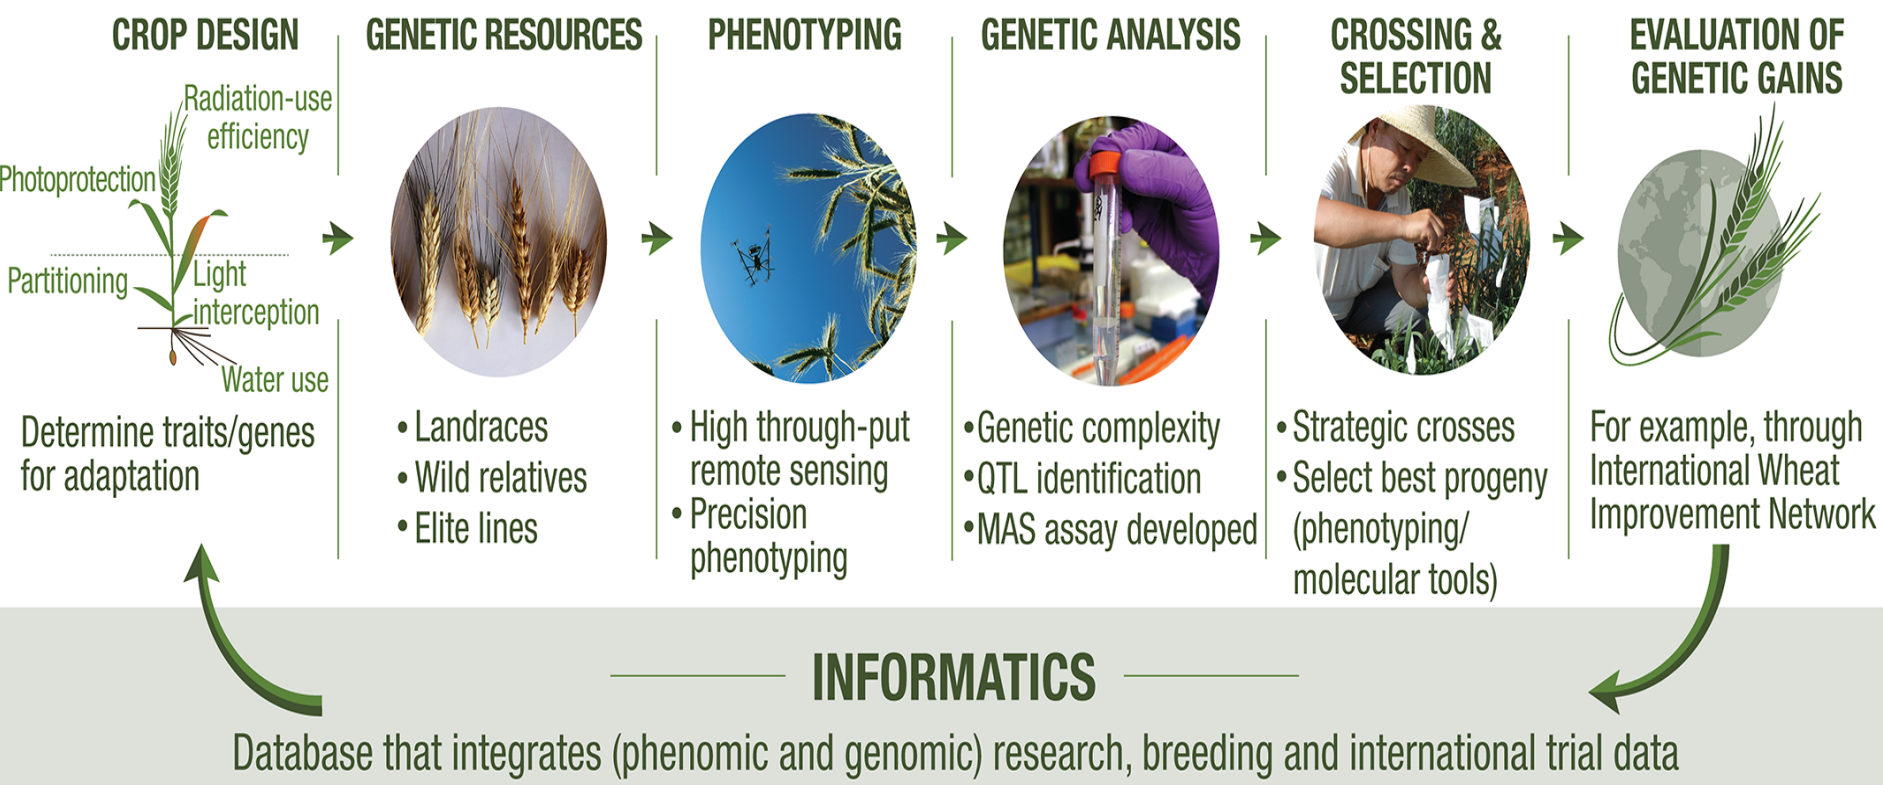 CROP DESIGN
Radiation-use
efficiency
Photoprotection
Partitioning
Light
interception
Water use
Determine traits/genes
for adaptation
GENETIC RESOURCES
• Landraces
• Wild relatives
• Elite lines
PHENOTYPING
• High through-put
remote sensing
• Precision
phenotyping
GENETIC ANALYSIS
•Genetic complexity
•QTL identification
•MAS assay developed
CROSSING &
SELECTION
• Strategic crosses
• Select best progeny
(phenotyping/
molecular tools)
EVALUATION OF
GENETIC GAINS
For example, through
International Wheat
Improvement Network
INFORMATICS
Database that integrates (phenomic and genomic) research, breeding and international trial data